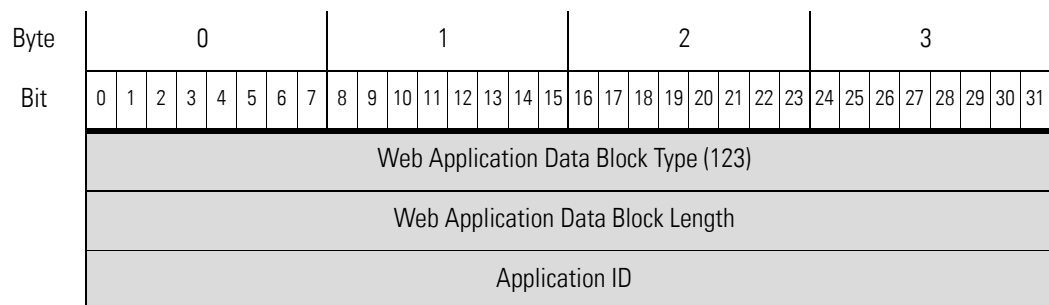 Byte 0 1 2 3
Bit 0 1 2 3 4 5 6 7 8 9 10 11 12 13 14 15 16 17 18 19 20 21 22 23 24 25 26 27 28 29 30 31
Web Application Data Block Type (123)
Web Application Data Block Length
Application ID